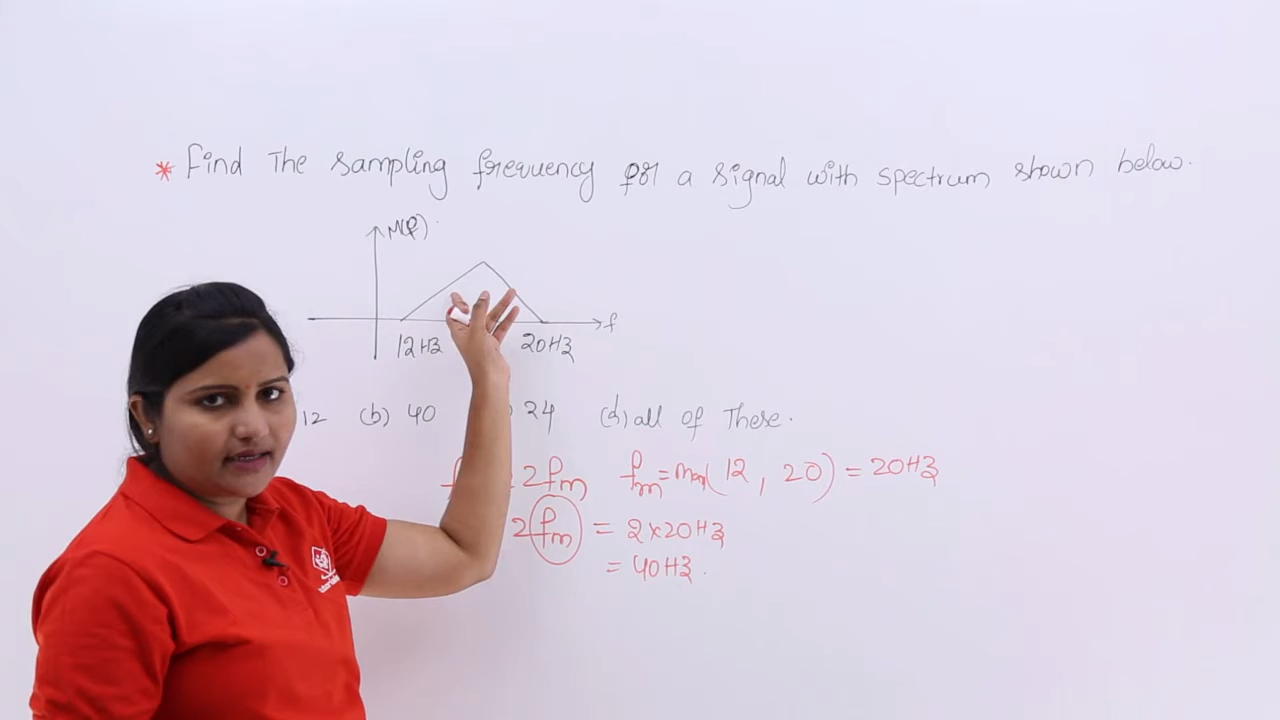 * Find The sampling frequency for a signal with spectrum shown below.
M(f)
f
12Hz 20Hz
12 (b) 40 24 (d) all of These.
2fm fm = Max(12, 20) = 20Hz
2fm = 2x20Hz
= 40Hz.